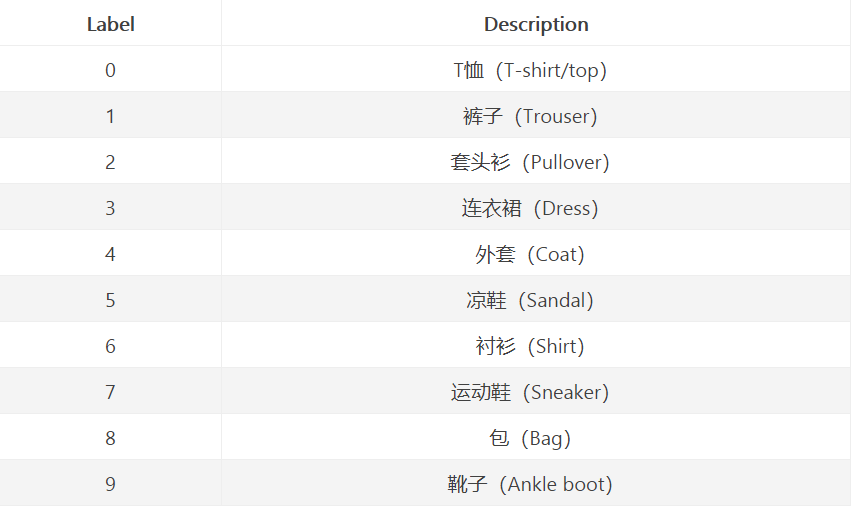 Label Description
0 T恤（T-shirt/top）
1 裤子（Trouser）
2 套头衫（Pullover）
3 连衣裙（Dress）
4 外套（Coat）
5 凉鞋（Sandal）
6 衬衫（Shirt）
7 运动鞋（Sneaker）
8 包（Bag）
9 靴子（Ankle boot）